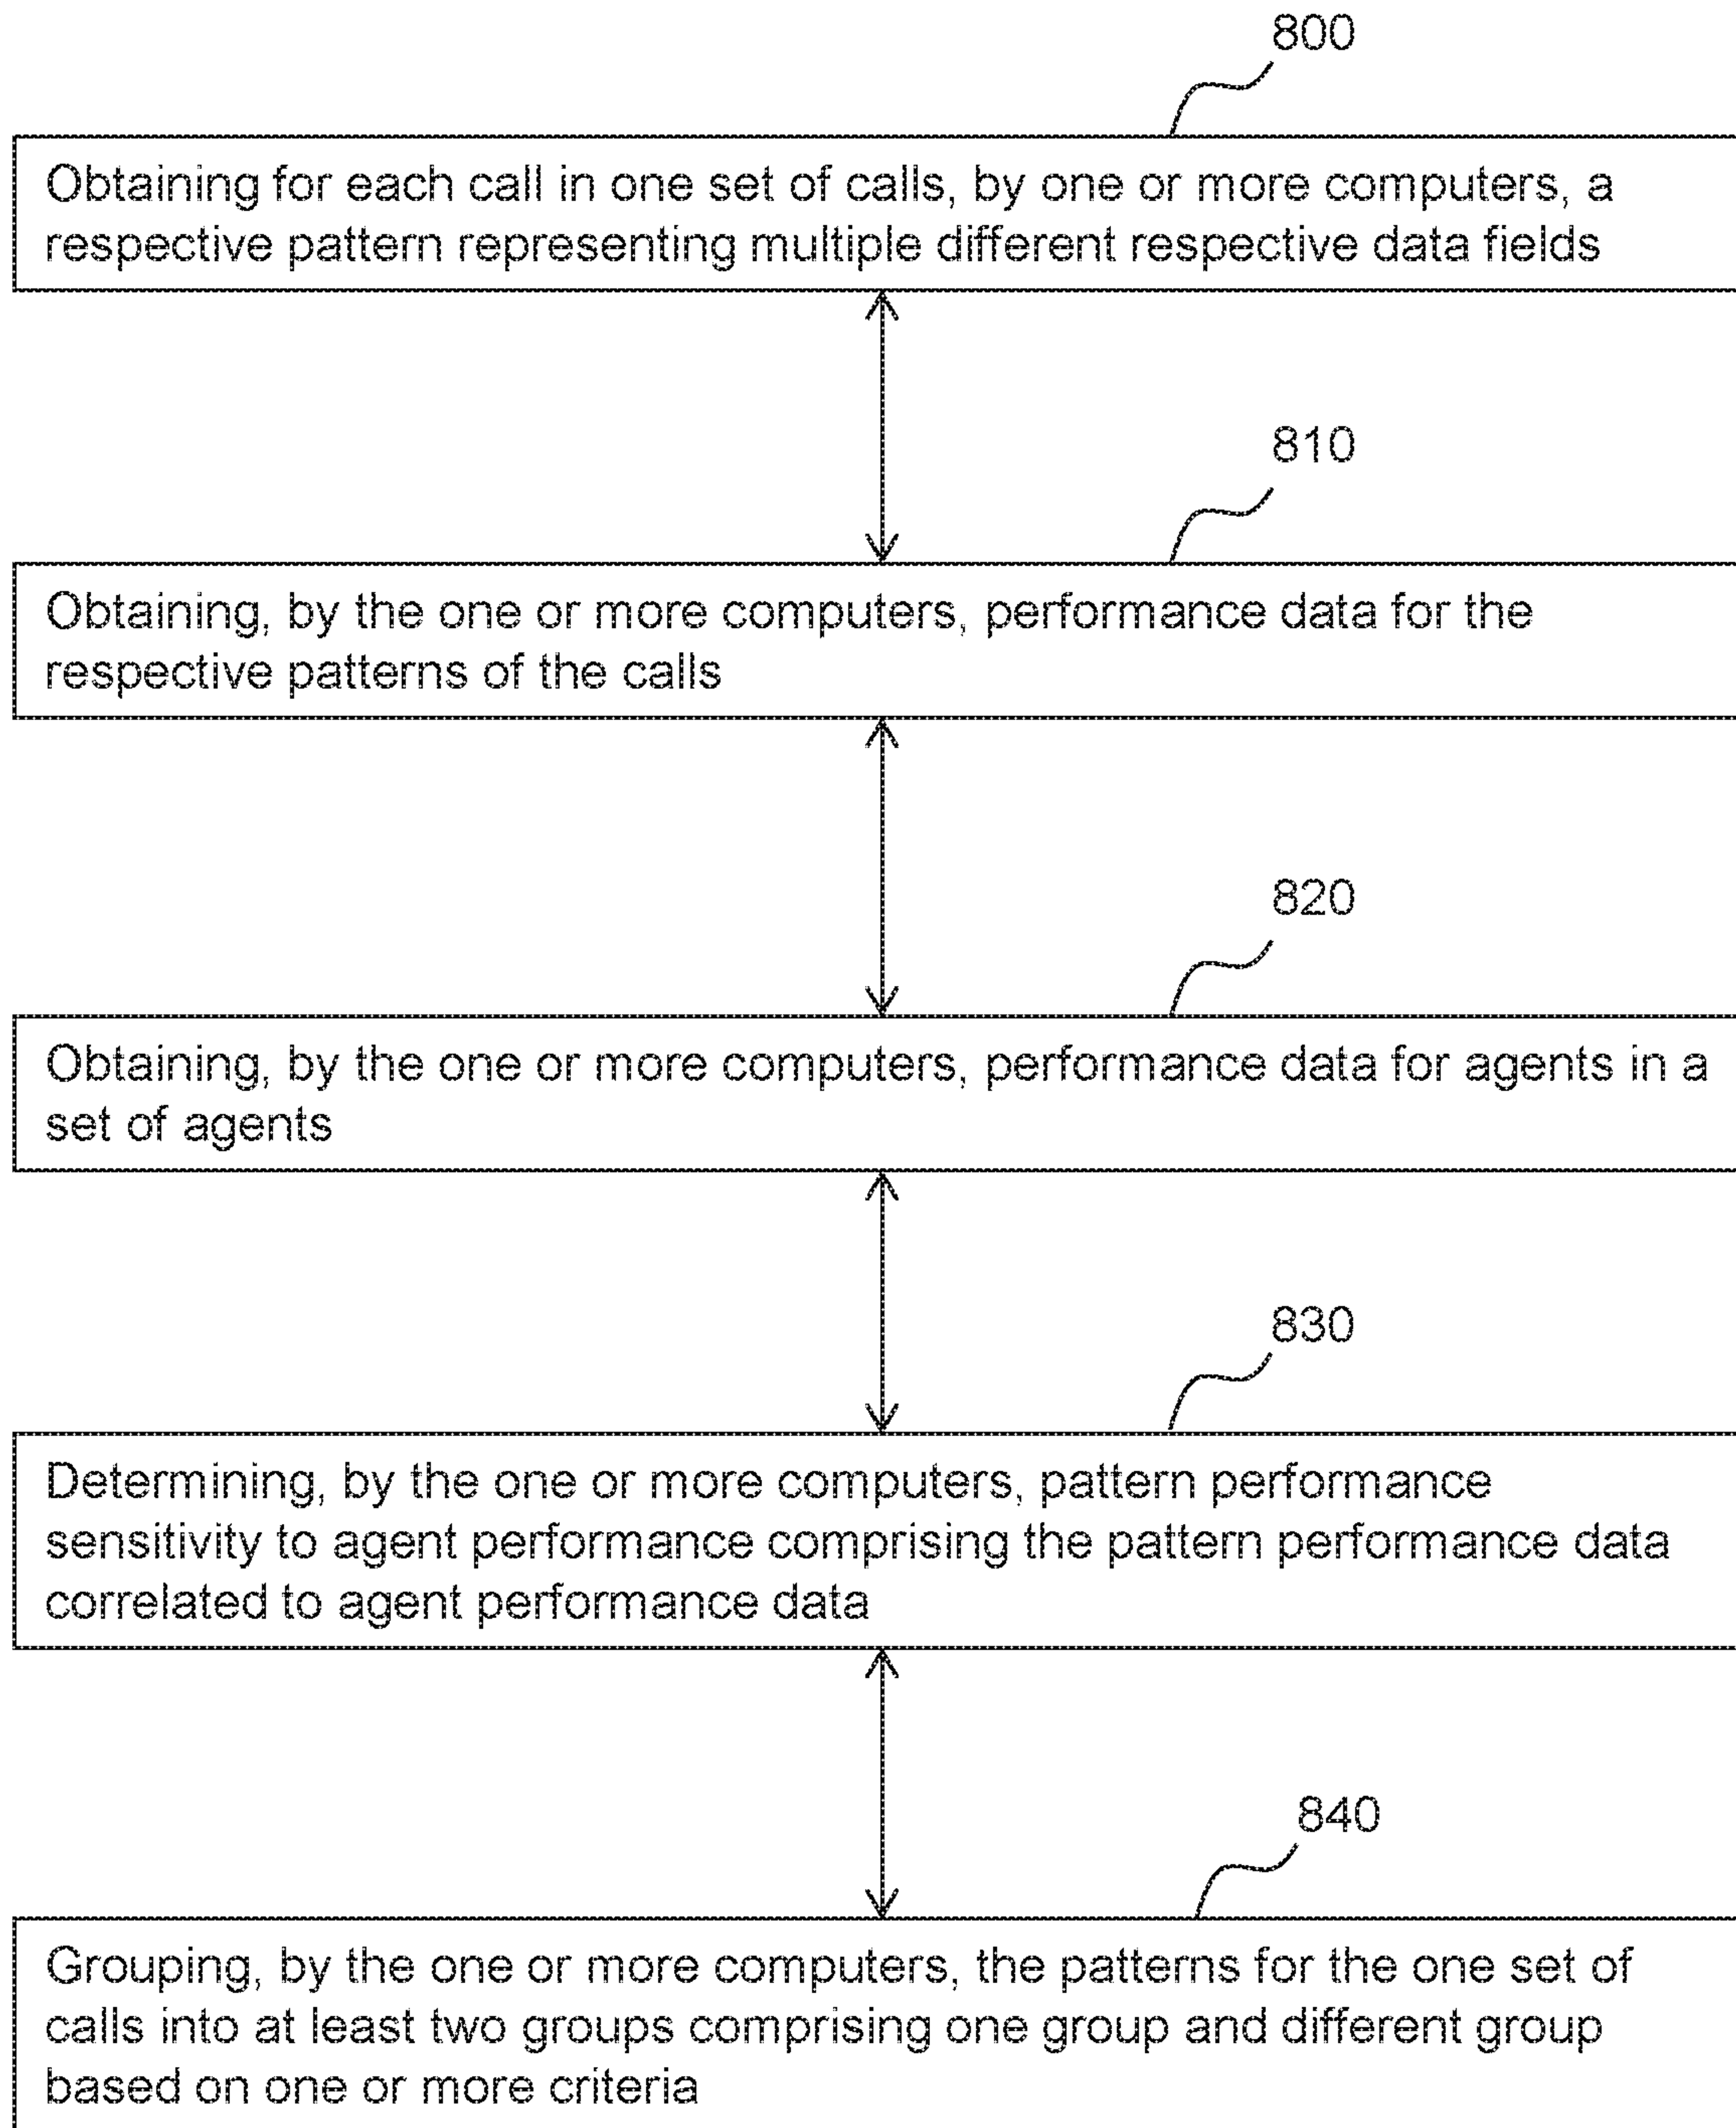 800
Obtaining for each call in one set of calls, by one or more computers, a
respective pattern representing multiple different respective data fields
810
Obtaining, by the one or more computers, performance data for the
respective patterns of the calls
820
Obtaining, by the one or more computers, performance data for agents in a
set of agents
830
Determining, by the one or more computers, pattern performance
sensitivity to agent performance comprising the pattern performance data
correlated to agent performance data
840
Grouping, by the one or more computers, the patterns for the one set of
calls into at least two groups comprising one group and different group
based on one or more criteria